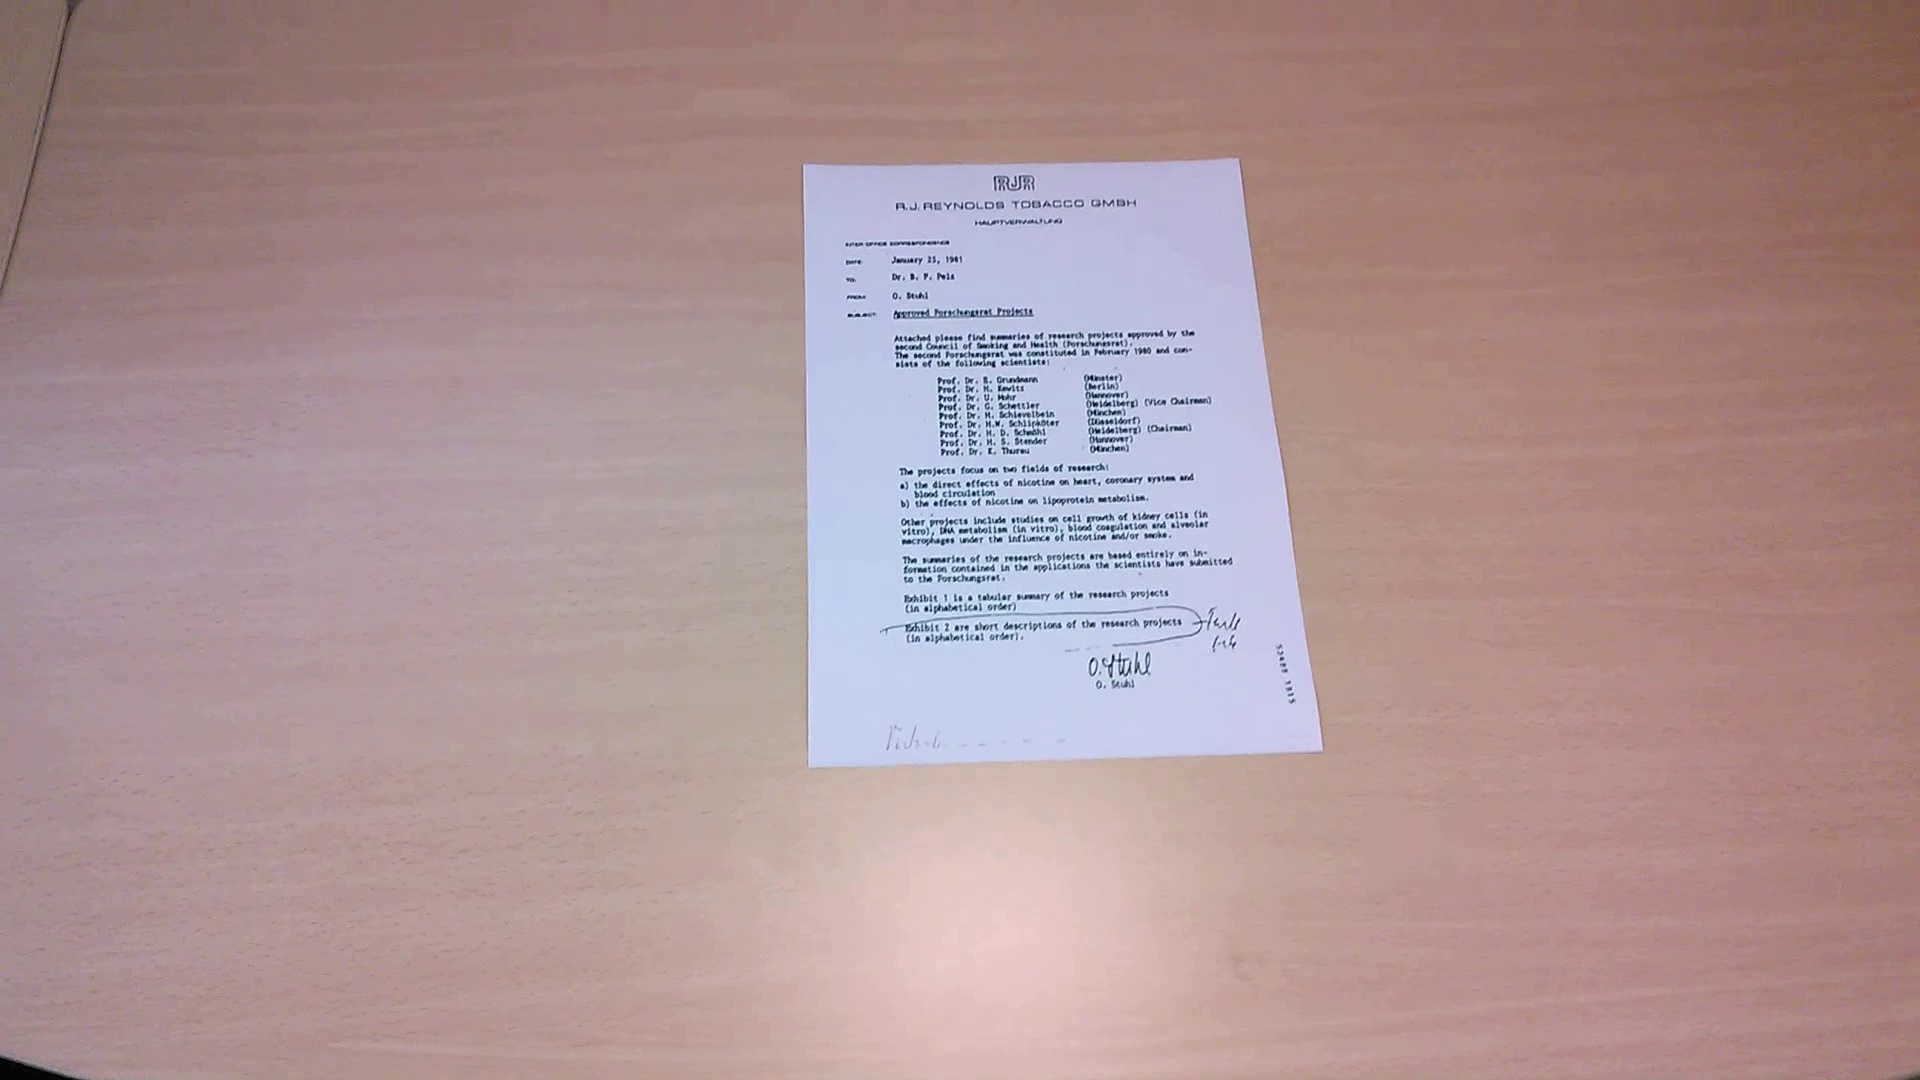 RJR
R.J. REYNOLDS TOBACCO GMBH
HAUPTVERWALTUNG
INTER-OFFICE CORRESPONDENCE
DATE: January 23, 1981
TO: Dr. B. F. Pels
FROM: O. Stuhl
SUBJECT: Approved Forschungsrat Projects
Attached please find summaries of research projects approved by the
second Council of Smoking and Health (Forschungsrat).
The second Forschungsrat was constituted in February 1980 and con-
sists of the following scientists:
Prof. Dr. E. Grundmann (Münster)
Prof. Dr. H. Kewitz (Berlin)
Prof. Dr. U. Mohr (Hannover)
Prof. Dr. G. Schettler (Heidelberg) (Vice Chairman)
Prof. Dr. H. Schievelbein (München)
Prof. Dr. H.W. Schlipköter (Düsseldorf)
Prof. Dr. H. D. Schmähl (Heidelberg) (Chairman)
Prof. Dr. H. S. Stender (Hannover)
Prof. Dr. K. Thurau (München)
The projects focus on two fields of research:
a) the direct effects of nicotine on heart, coronary system and
blood circulation
b) the effects of nicotine on lipoprotein metabolism.
Other projects include studies on cell growth of kidney cells (in
vitro), DNA metabolism (in vitro), blood coagulation and alveolar
macrophages under the influence of nicotine and/or smoke.
The summaries of the research projects are based entirely on in-
formation contained in the applications the scientists have submitted
to the Forschungsrat.
Exhibit 1 is a tabular summary of the research projects
(in alphabetical order)
Exhibit 2 are short descriptions of the research projects
(in alphabetical order).
O. Stuhl
O. Stuhl